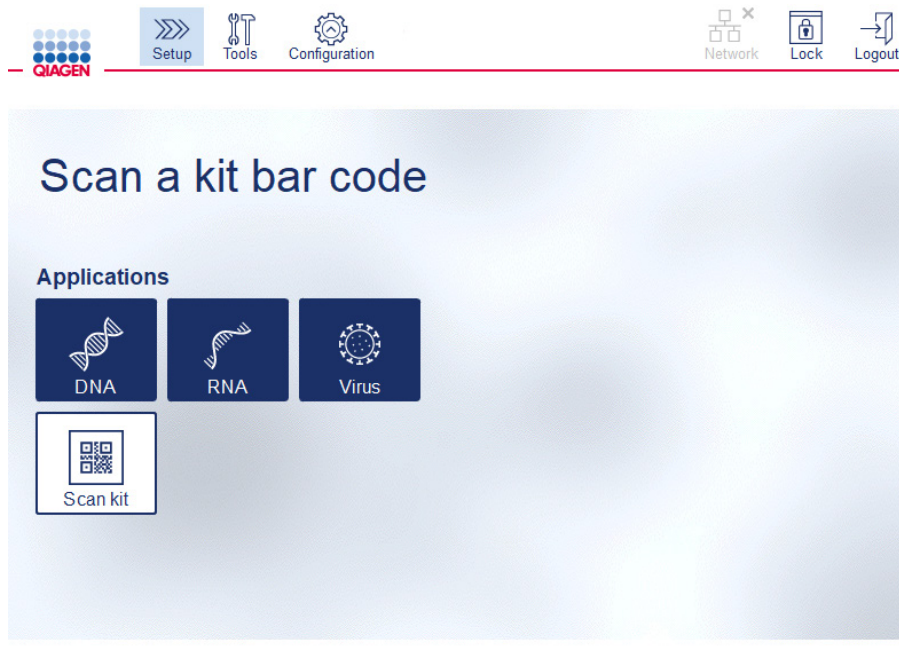 Setup Tools Configuration Network Lock Logout
QIAGEN
Scan a kit bar code
Applications
DNA RNA Virus
Scan kit